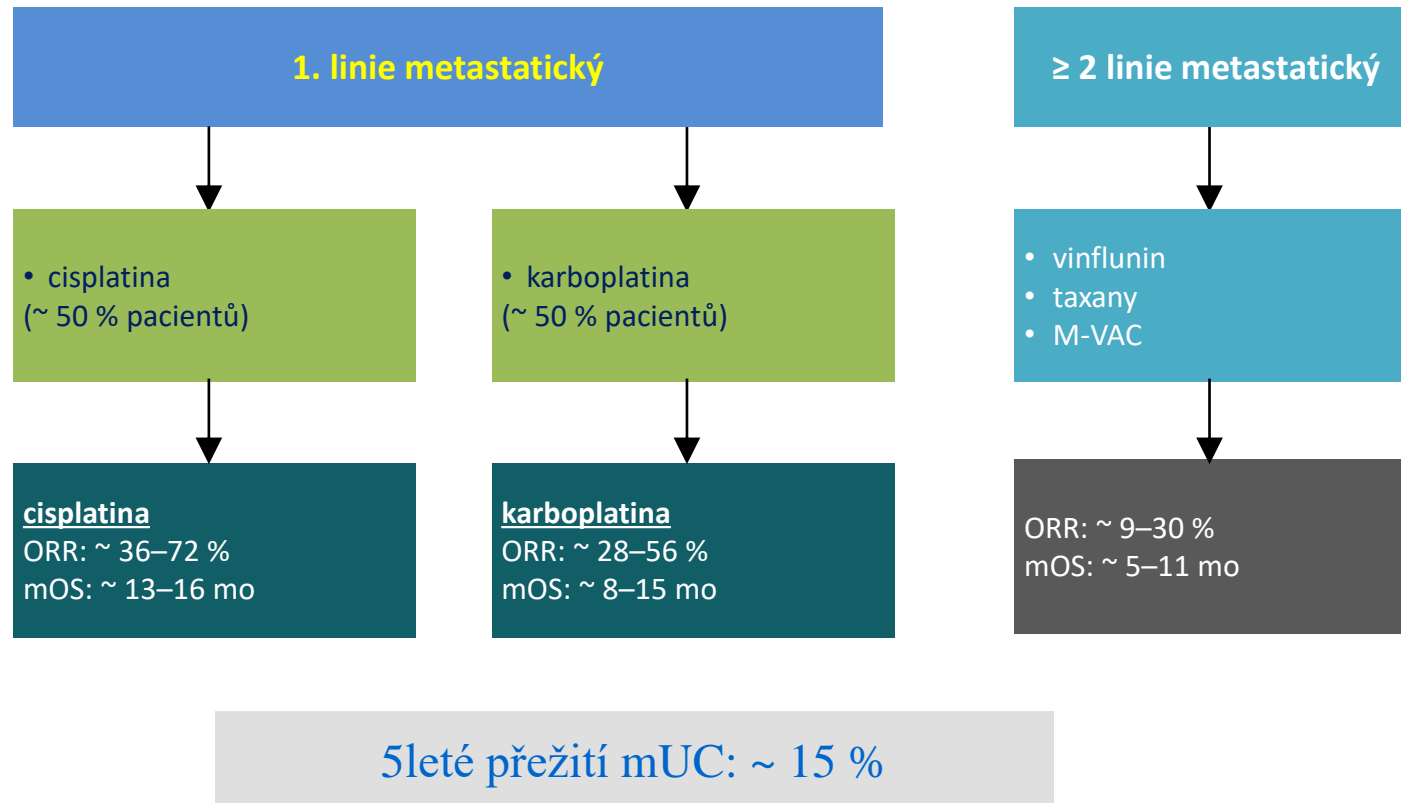 1. linie metastatický
≥ 2 linie metastatický
• cisplatina
(~ 50 % pacientů)
• karboplatina
(~ 50 % pacientů)
• vinflunin
• taxany
• M-VAC
cisplatina
ORR: ~ 36–72 %
mOS: ~ 13–16 mo
karboplatina
ORR: ~ 28–56 %
mOS: ~ 8–15 mo
ORR: ~ 9–30 %
mOS: ~ 5–11 mo
5leté přežití mUC: ~ 15 %